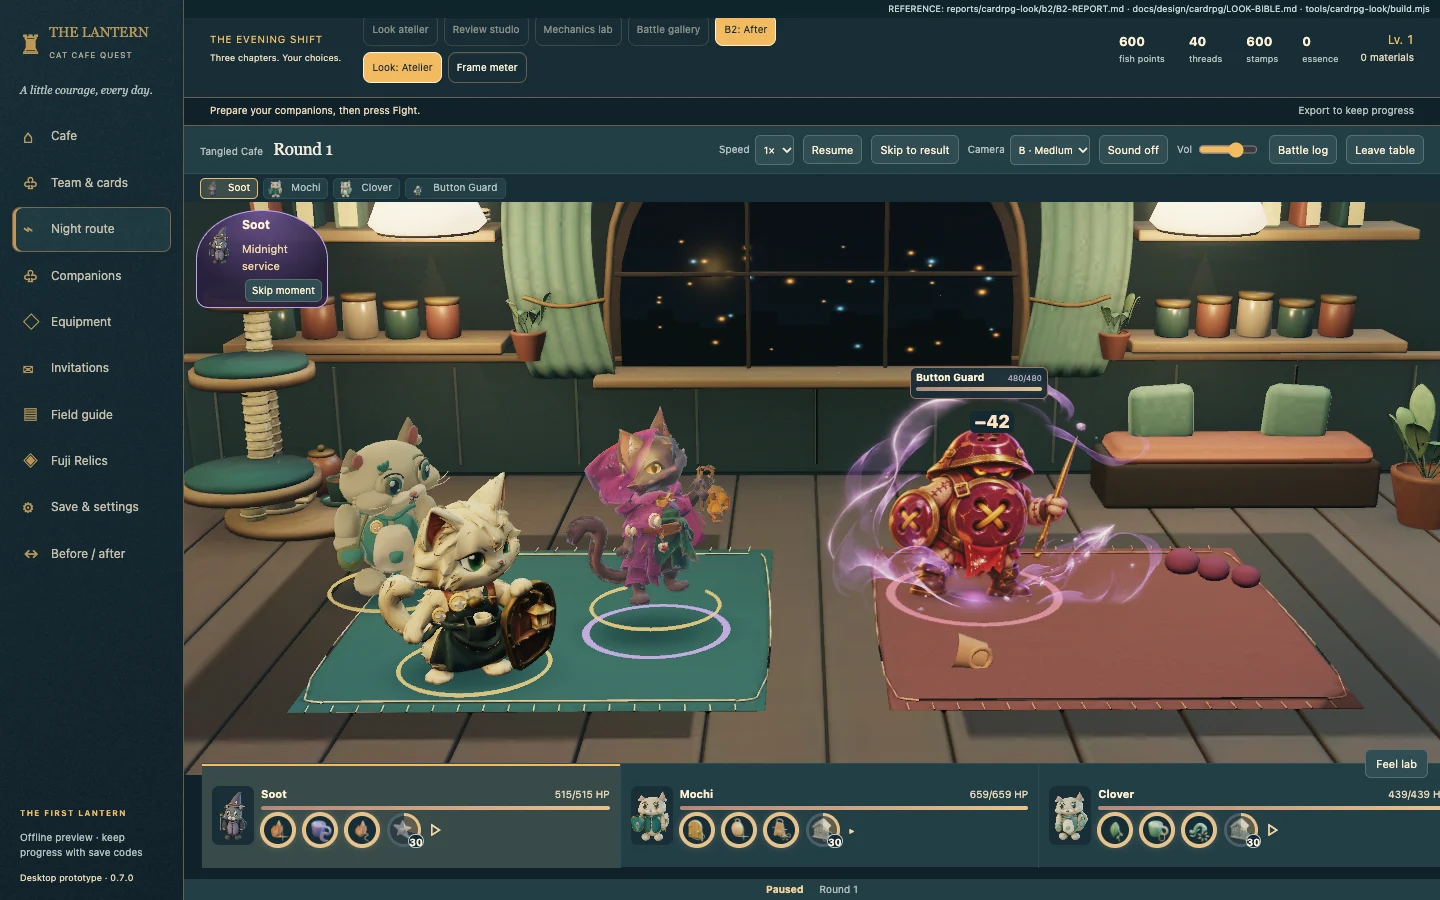 REFERENCE: reports/cardrpg-look/b2/B2-REPORT.md · docs/design/cardrpg/LOOK-BIBLE.md · tools/cardrpg-look/build.mjs
THE LANTERN
CAT CAFE QUEST
A little courage, every day.
Cafe
Team & cards
Night route
Companions
Equipment
Invitations
Field guide
Fuji Relics
Save & settings
Before / after
THE FIRST LANTERN
Offline preview · keep
progress with save codes
Desktop prototype · 0.7.0
THE EVENING SHIFT
Three chapters. Your choices.
Look atelier
Review studio
Mechanics lab
Battle gallery
B2: After
Look: Atelier
Frame meter
600
fish points
40
threads
600
stamps
0
essence
Lv. 1
0 materials
Prepare your companions, then press Fight.
Export to keep progress
Tangled Cafe
Round 1
Speed
1×
Resume
Skip to result
Camera
B · Medium
Sound off
Vol
Battle log
Leave table
Soot
Mochi
Clover
Button Guard
Soot
Midnight
service
Skip moment
Button Guard
480/480
−42
Feel lab
Soot
515/515 HP
30
Mochi
659/659 HP
30
Clover
439/439 H
30
Paused
Round 1